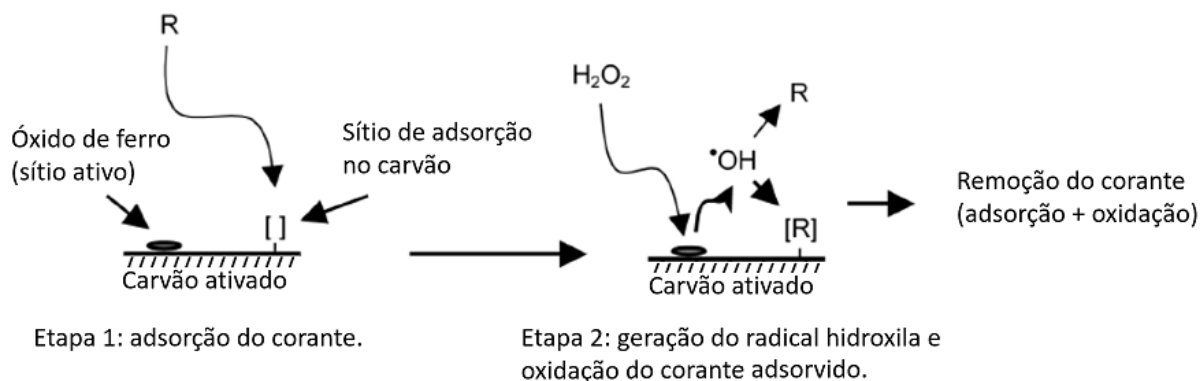 R
Óxido de ferro
(sítio ativo)
Sítio de adsorção
no carvão
[ ]
Carvão ativado
Etapa 1: adsorção do corante.
H₂O₂
R
•OH
[R]
Carvão ativado
Etapa 2: geração do radical hidroxila e
oxidação do corante adsorvido.
Remoção do corante
(adsorção + oxidação)